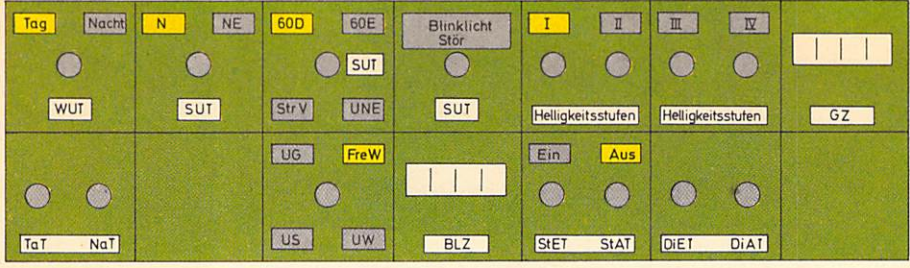 Tag Nacht N NE 60D 60E Blinklicht I II III IV
Stör
SUT
WUT SUT Str V UNE SUT Helligkeitsstufen Helligkeitsstufen GZ
UG FreW Ein Aus
TaT NaT US UW BLZ StET StAT DiET DiAT